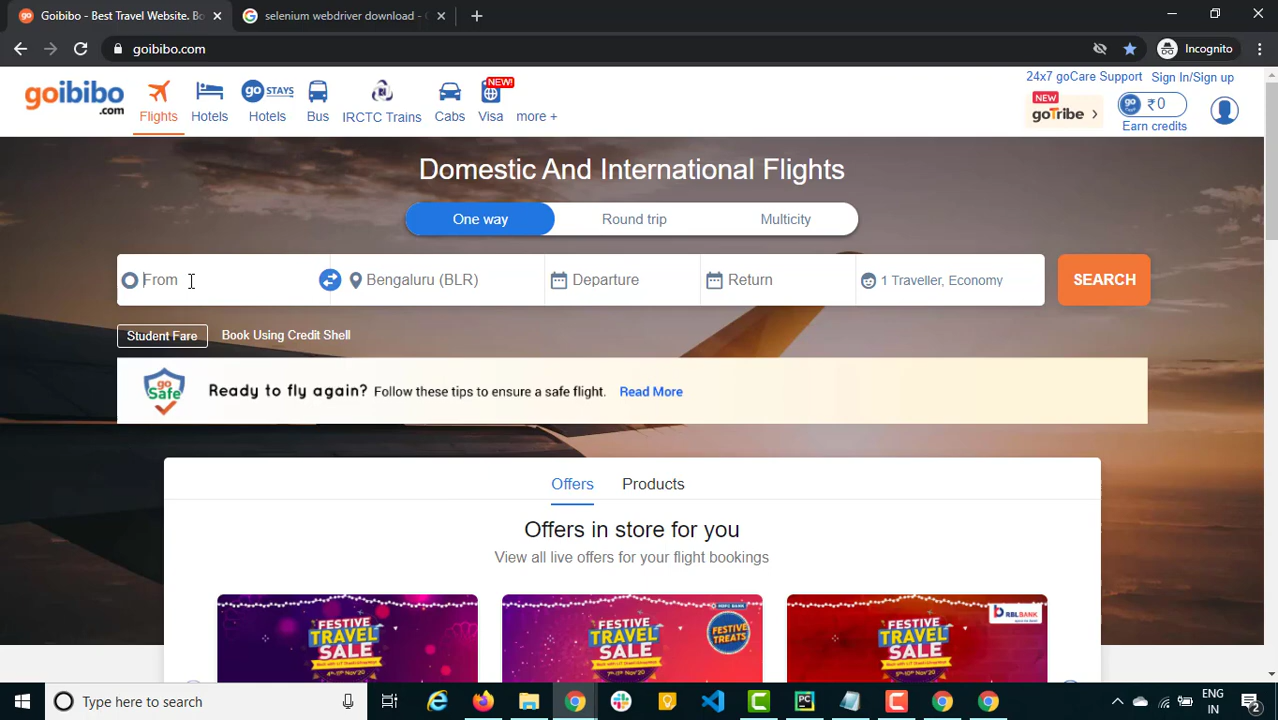 Goibibo - Best Travel Website. Bo
selenium webdriver download -
goibibo.com
Incognito
goibibo
.com
Flights
Hotels
go STAYS
Hotels
Bus
IRCTC Trains
Cabs
NEW!
Visa
more +
24x7 goCare Support
Sign In/Sign up
NEW
goTribe
go
₹0
Earn credits
Domestic And International Flights
One way
Round trip
Multicity
From
Bengaluru (BLR)
Departure
Return
1 Traveller, Economy
SEARCH
Student Fare
Book Using Credit Shell
go
Safe
Ready to fly again? Follow these tips to ensure a safe flight. Read More
Offers
Products
Offers in store for you
View all live offers for your flight bookings
FESTIVE
TRAVEL
SALE
HDFC BANK
FESTIVE
TRAVEL
SALE
FESTIVE
TREATS
RBLBANK
FESTIVE
TRAVEL
SALE
Type here to search
ENG
IN
2